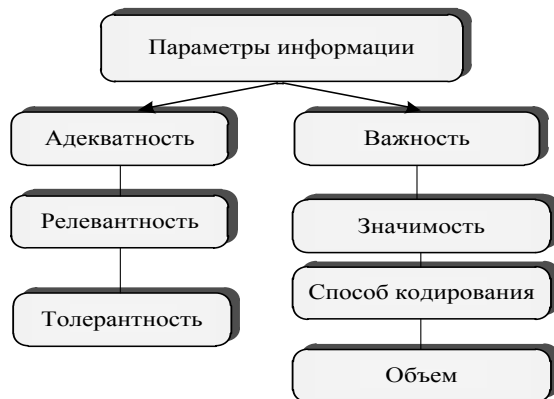 Параметры информации
Адекватность
Важность
Релевантность
Значимость
Способ кодирования
Толерантность
Объем